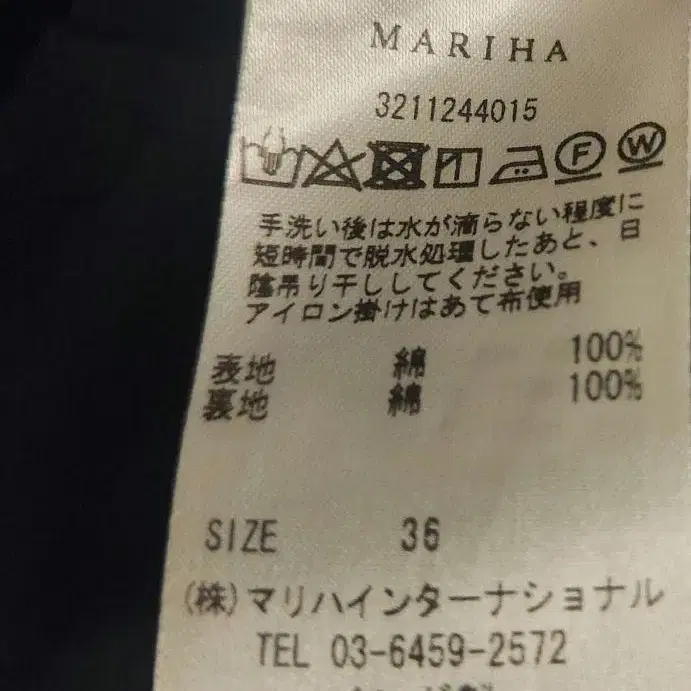 MARIHA
3211244015
F W
手洗い後は水が滴らない程度に
短時間で脱水処理したあと、日
陰吊り干ししてください。
アイロン掛けはあて布使用
表地 綿 100%
裏地 綿 100%
SIZE 36
(株)マリハインターナショナル
TEL 03-6459-2572